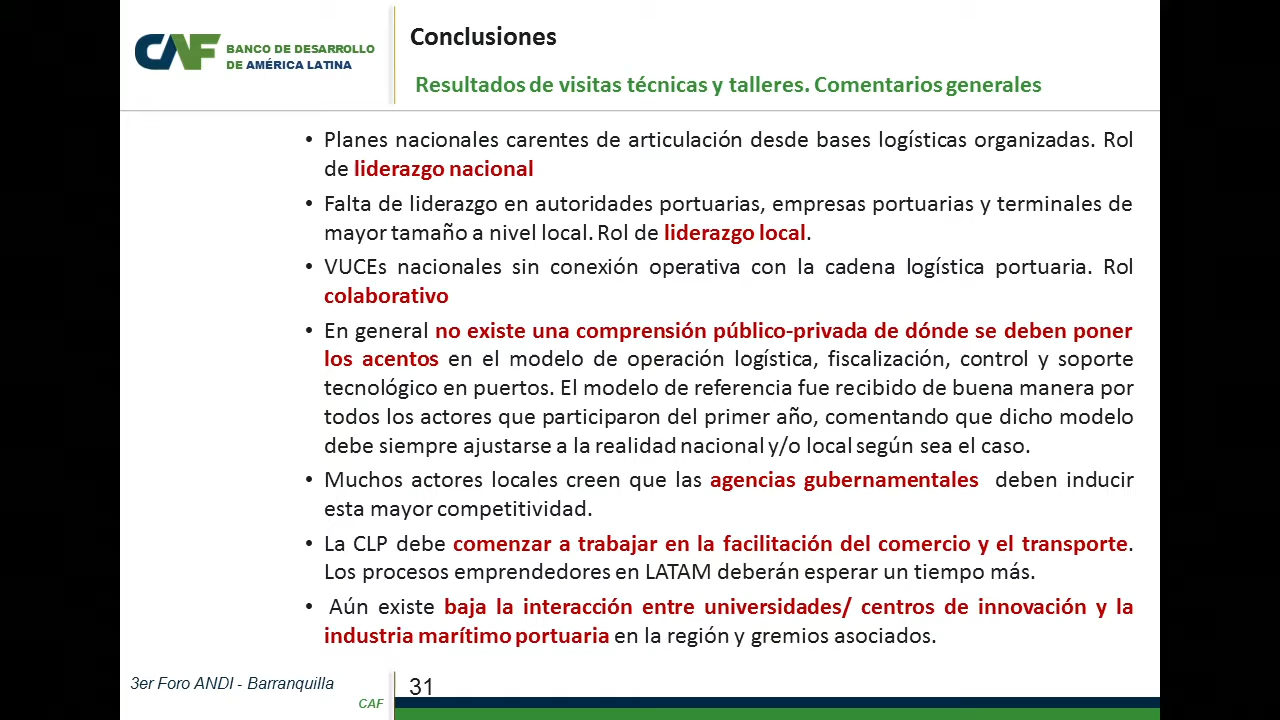 CAF BANCO DE DESARROLLO
DE AMÉRICA LATINA
Conclusiones
Resultados de visitas técnicas y talleres. Comentarios generales
• Planes nacionales carentes de articulación desde bases logísticas organizadas. Rol
de liderazgo nacional
• Falta de liderazgo en autoridades portuarias, empresas portuarias y terminales de
mayor tamaño a nivel local. Rol de liderazgo local.
• VUCEs nacionales sin conexión operativa con la cadena logística portuaria. Rol
colaborativo
• En general no existe una comprensión público-privada de dónde se deben poner
los acentos en el modelo de operación logística, fiscalización, control y soporte
tecnológico en puertos. El modelo de referencia fue recibido de buena manera por
todos los actores que participaron del primer año, comentando que dicho modelo
debe siempre ajustarse a la realidad nacional y/o local según sea el caso.
• Muchos actores locales creen que las agencias gubernamentales deben inducir
esta mayor competitividad.
• La CLP debe comenzar a trabajar en la facilitación del comercio y el transporte.
Los procesos emprendedores en LATAM deberán esperar un tiempo más.
• Aún existe baja la interacción entre universidades/ centros de innovación y la
industria marítimo portuaria en la región y gremios asociados.
3er Foro ANDI - Barranquilla
CAF
31